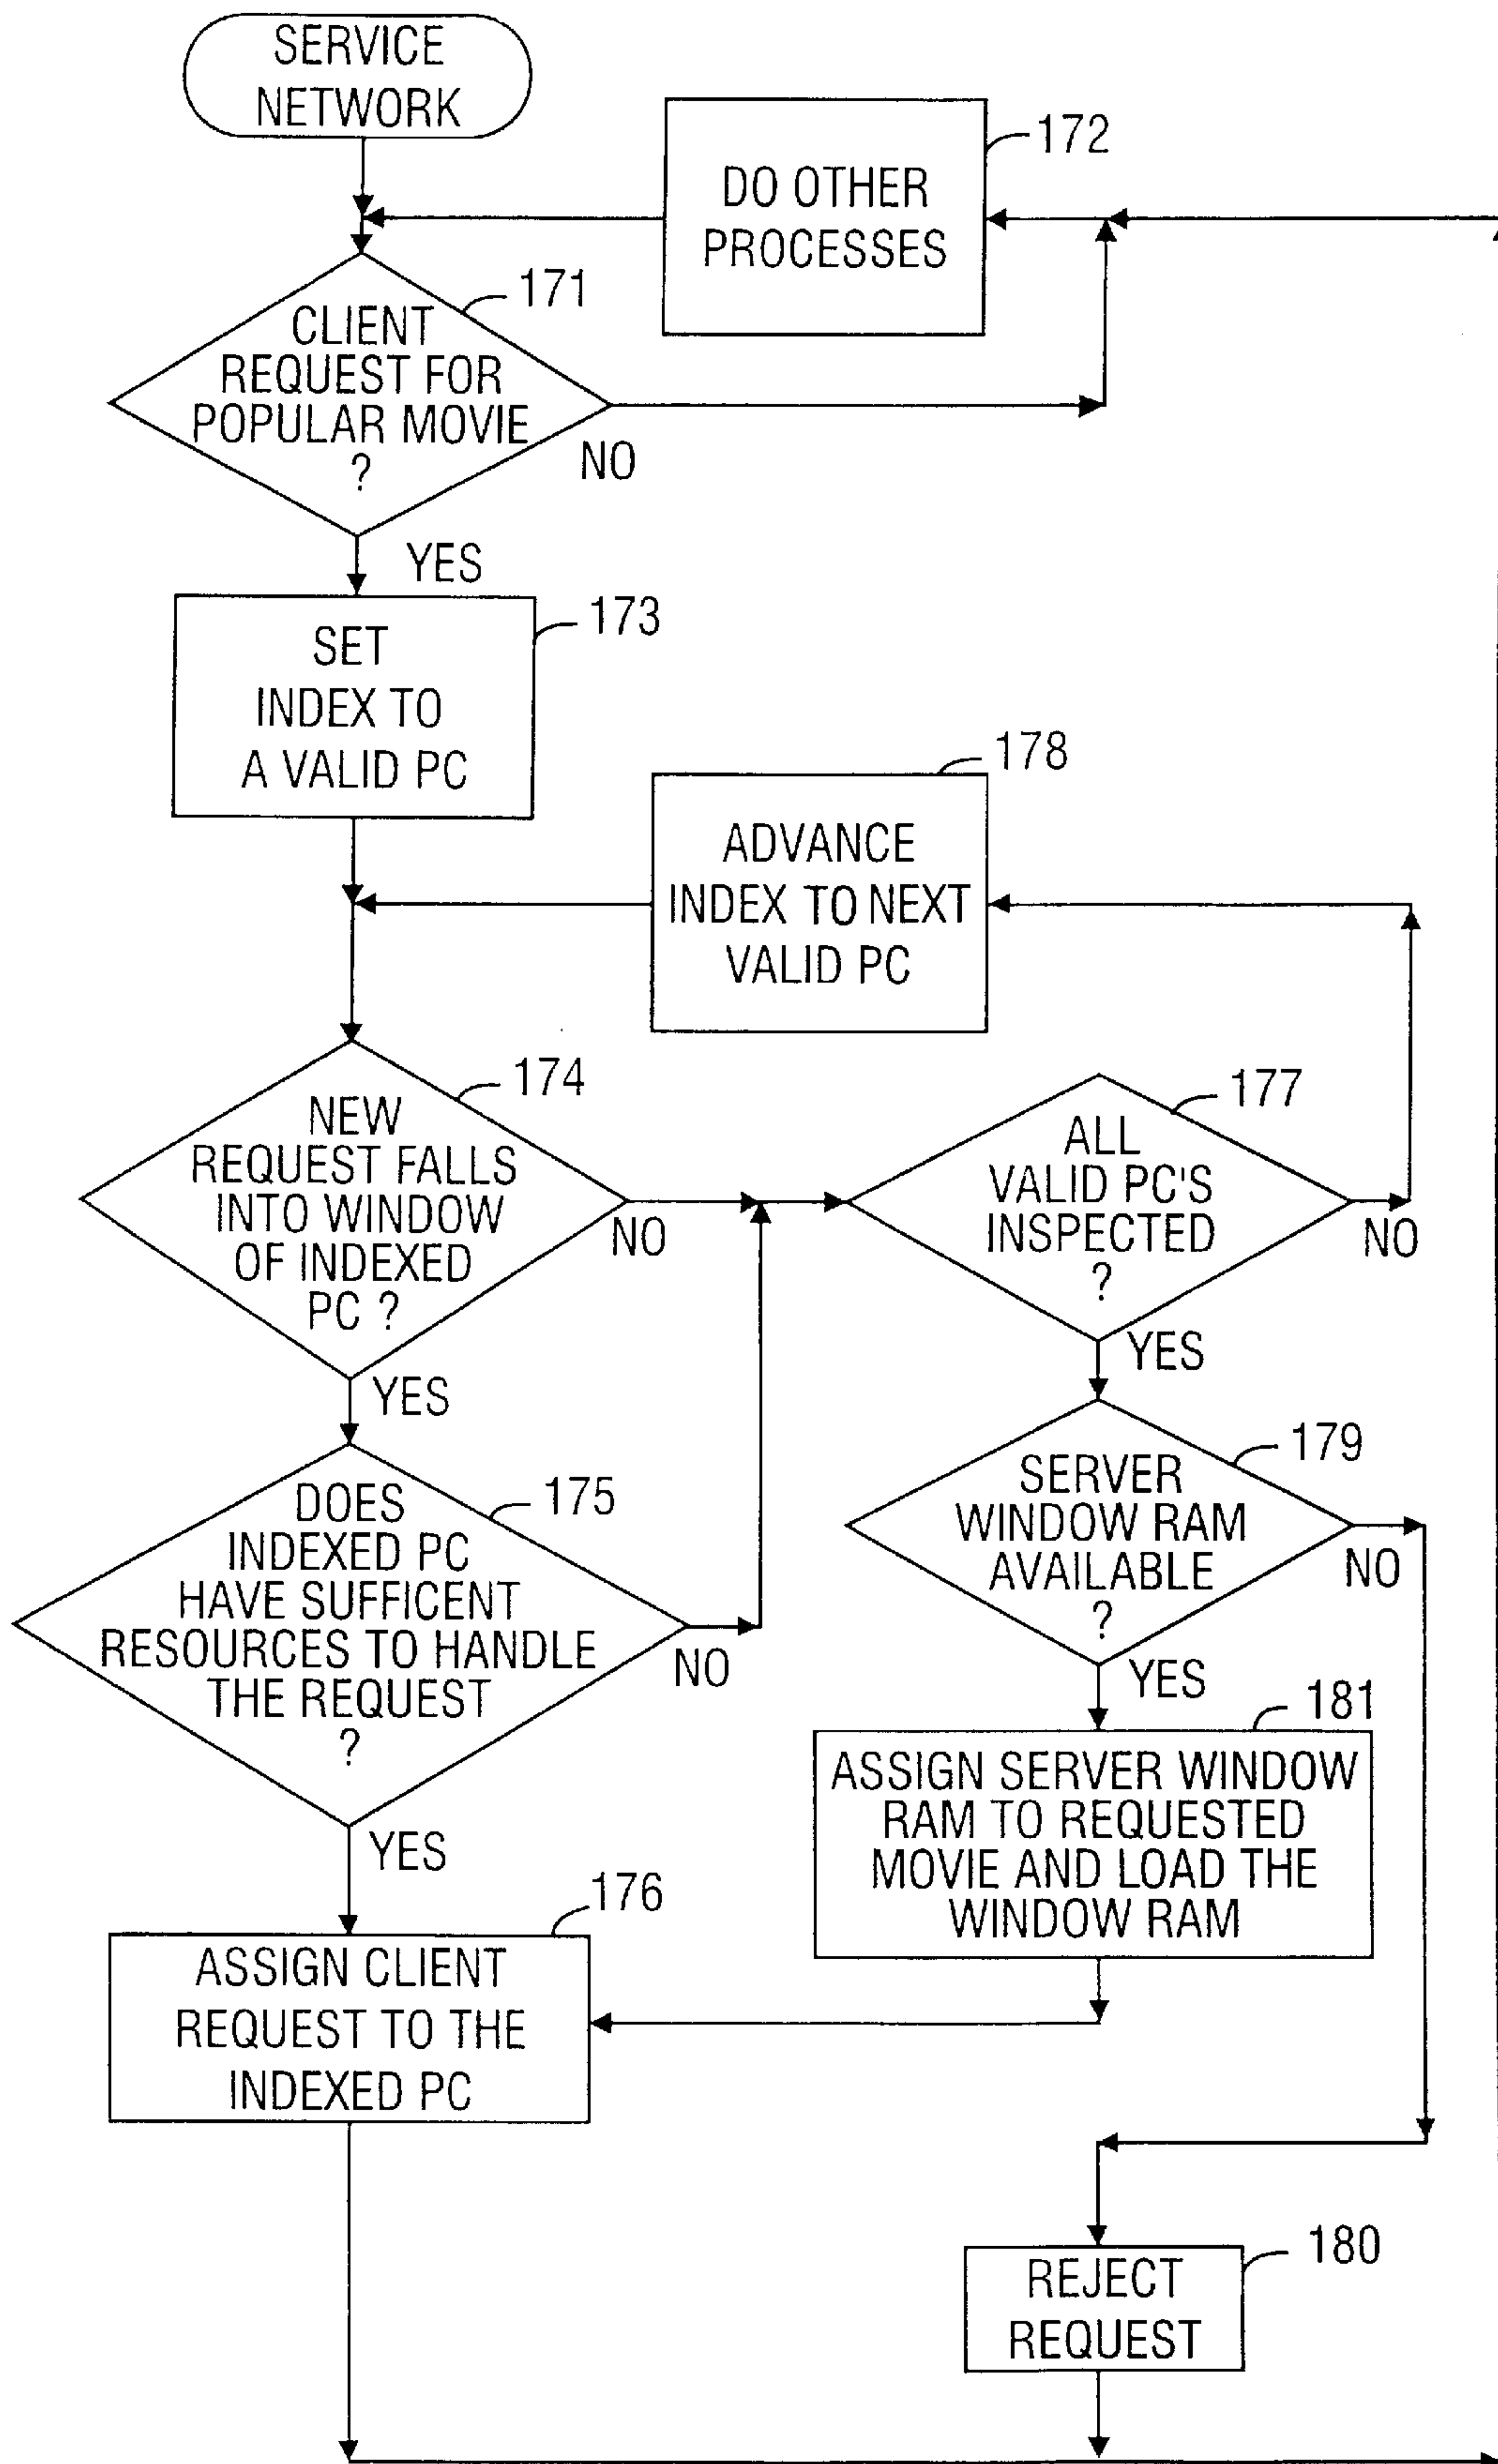 SERVICE
NETWORK
172
DO OTHER
PROCESSES
171
CLIENT
REQUEST FOR
POPULAR MOVIE
?
NO
YES
173
SET
INDEX TO
A VALID PC
178
ADVANCE
INDEX TO NEXT
VALID PC
174
NEW
REQUEST FALLS
INTO WINDOW
OF INDEXED
PC ?
NO
YES
177
ALL
VALID PC'S
INSPECTED
?
NO
YES
175
DOES
INDEXED PC
HAVE SUFFICENT
RESOURCES TO HANDLE
THE REQUEST
?
NO
YES
179
SERVER
WINDOW RAM
AVAILABLE
?
NO
YES
181
ASSIGN SERVER WINDOW
RAM TO REQUESTED
MOVIE AND LOAD THE
WINDOW RAM
176
ASSIGN CLIENT
REQUEST TO THE
INDEXED PC
180
REJECT
REQUEST